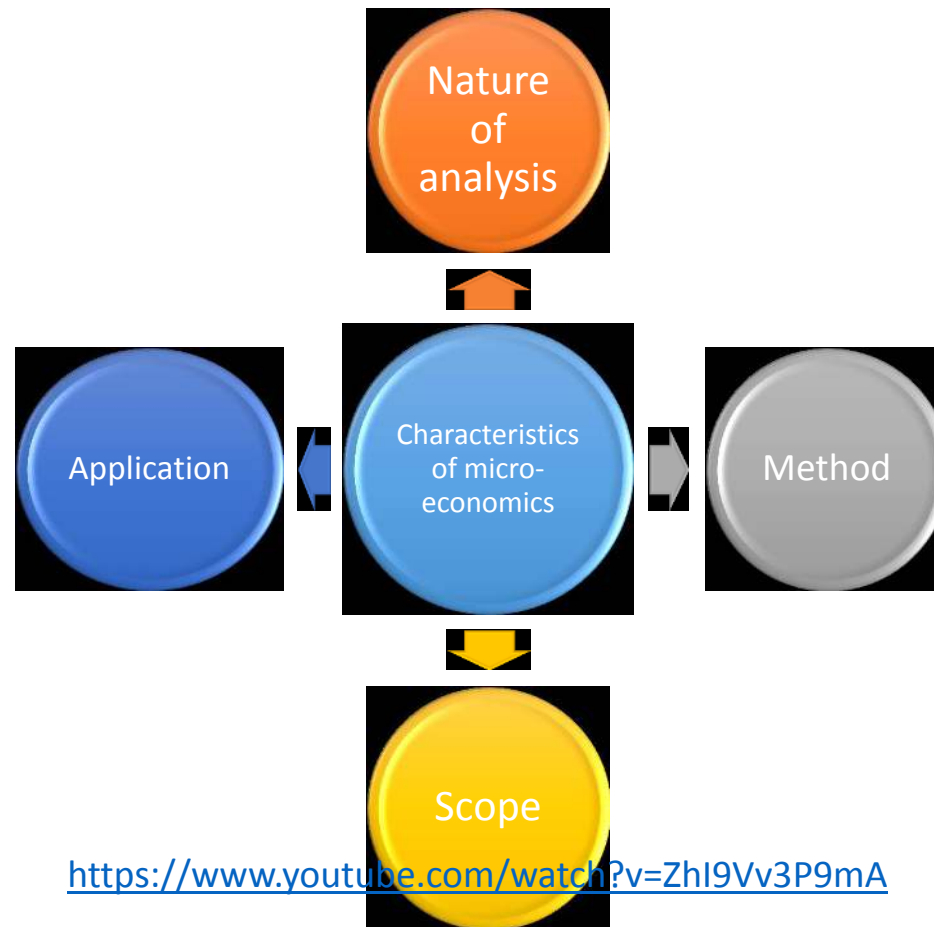 Nature
of
analysis
Application
Characteristics
of micro-
economics
Method
Scope
https://www.youtube.com/watch?v=ZhI9Vv3P9mA